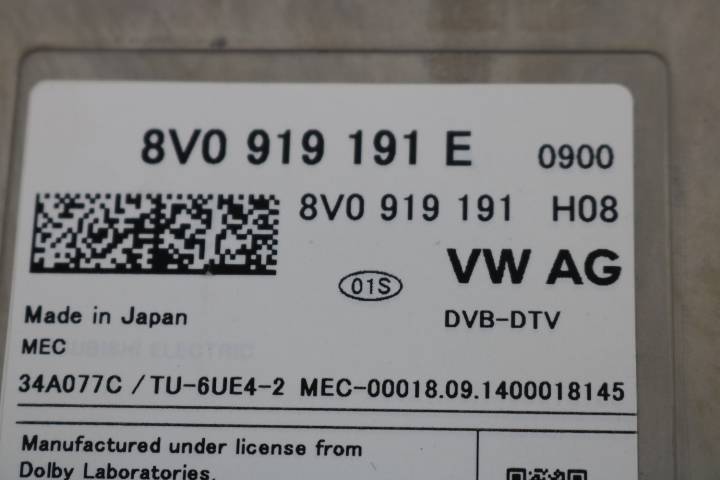 8V0 919 191 E 0900
8V0 919 191 H08
VW AG
01S
Made in Japan
DVB-DTV
MEC
34A077C / TU-6UE4-2 MEC-00018.09.1400018145
Manufactured under license from
Dolby Laboratories.